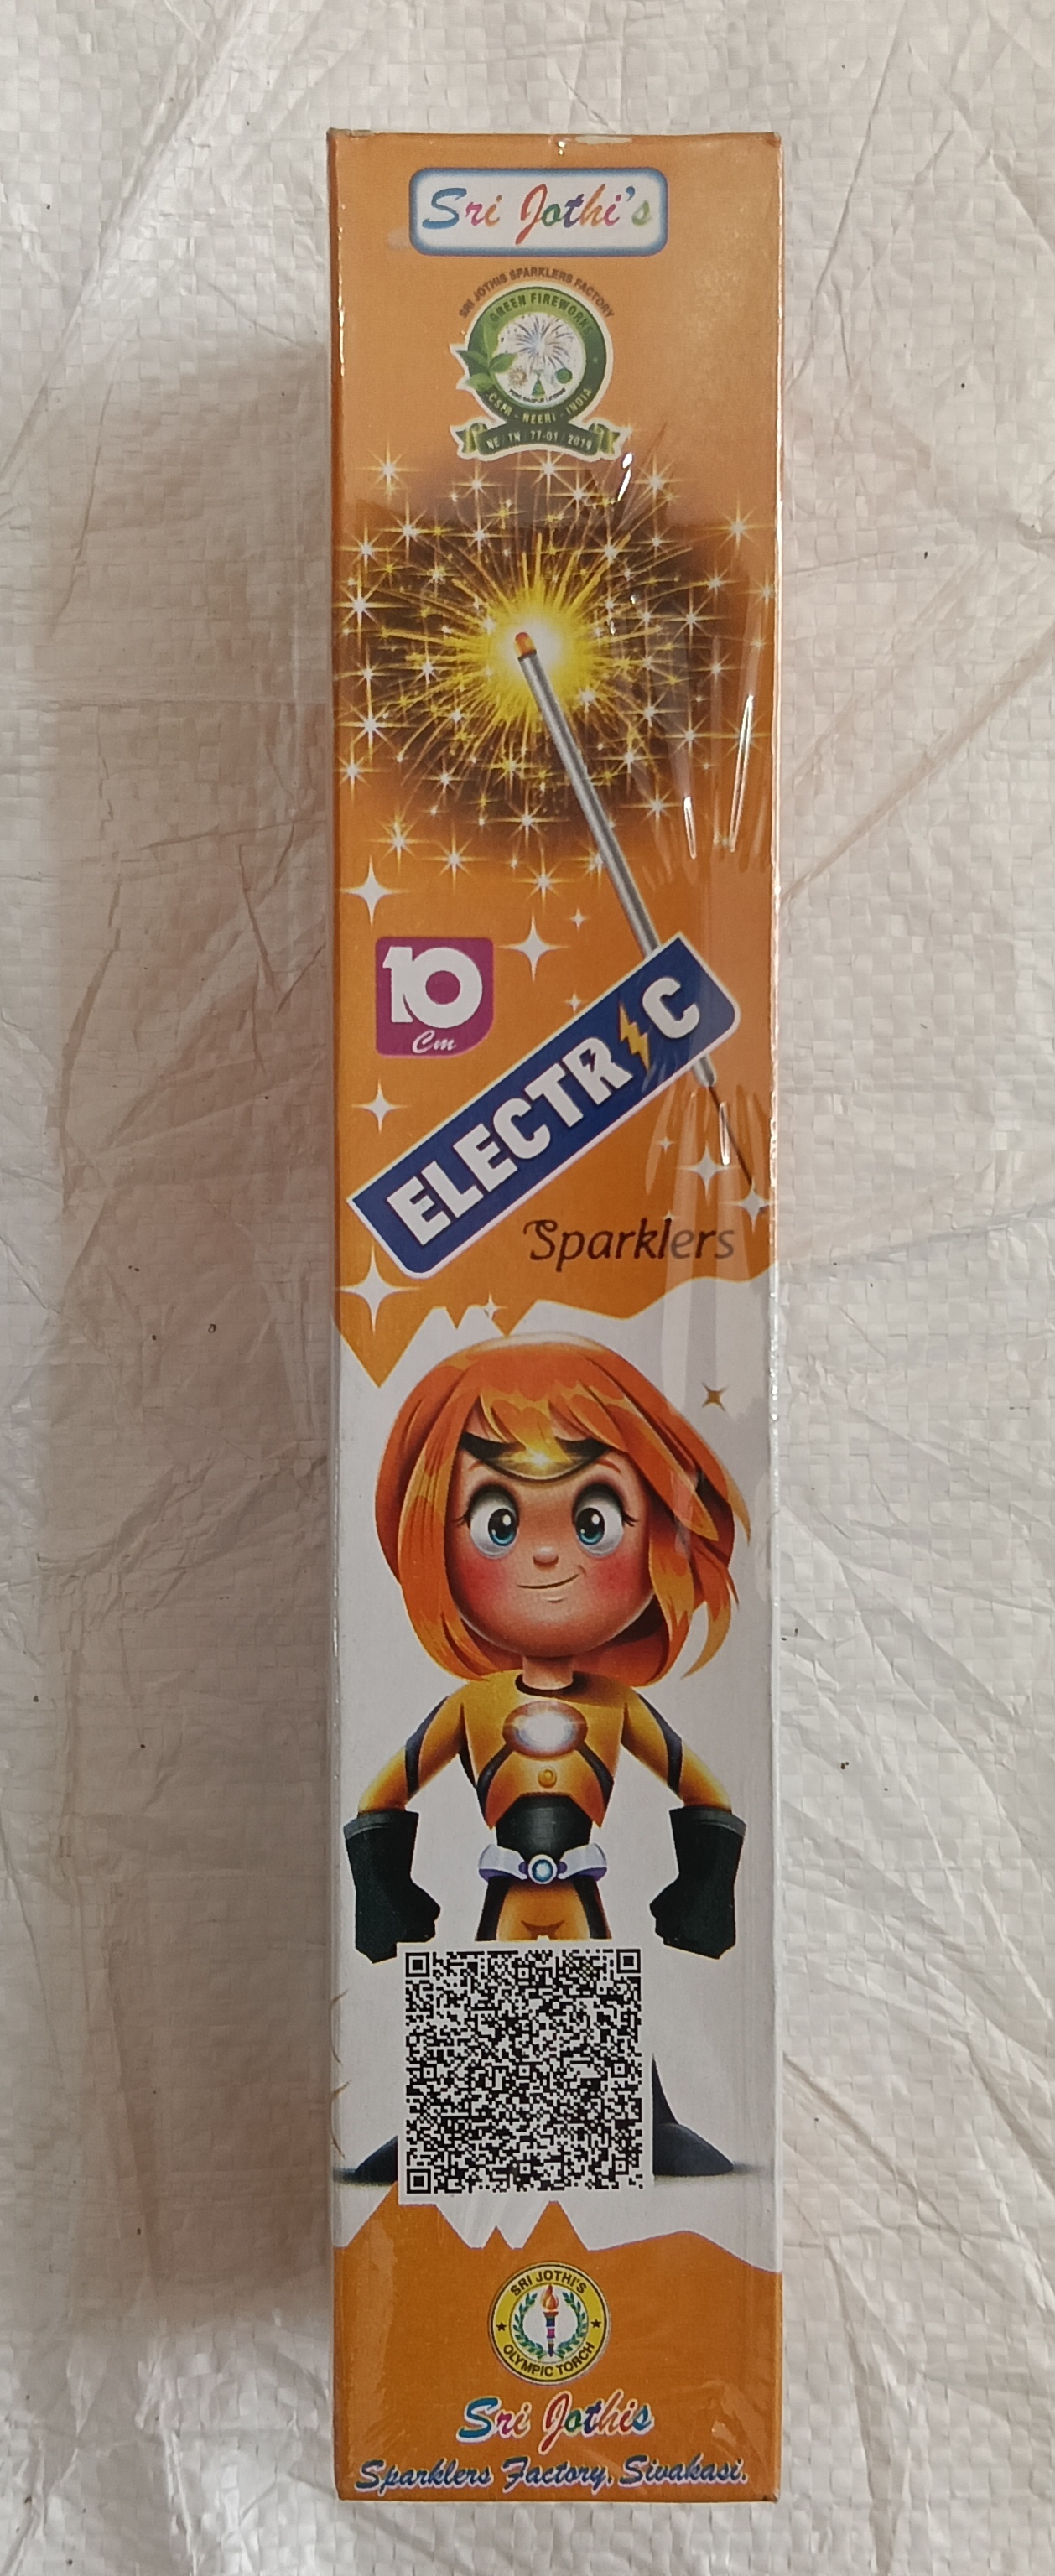 Sri Jothi's
SRI JOTHIS SPARKLERS FACTORY
GREEN FIREWORKS
CSIR - NEERI - INDIA
NE / TN / 77-01 / 2019
10
Cm
ELECTRIC
Sparklers
SRI JOTHI'S
OLYMPIC TORCH
Sri Jothis
Sparklers Factory, Sivakasi.